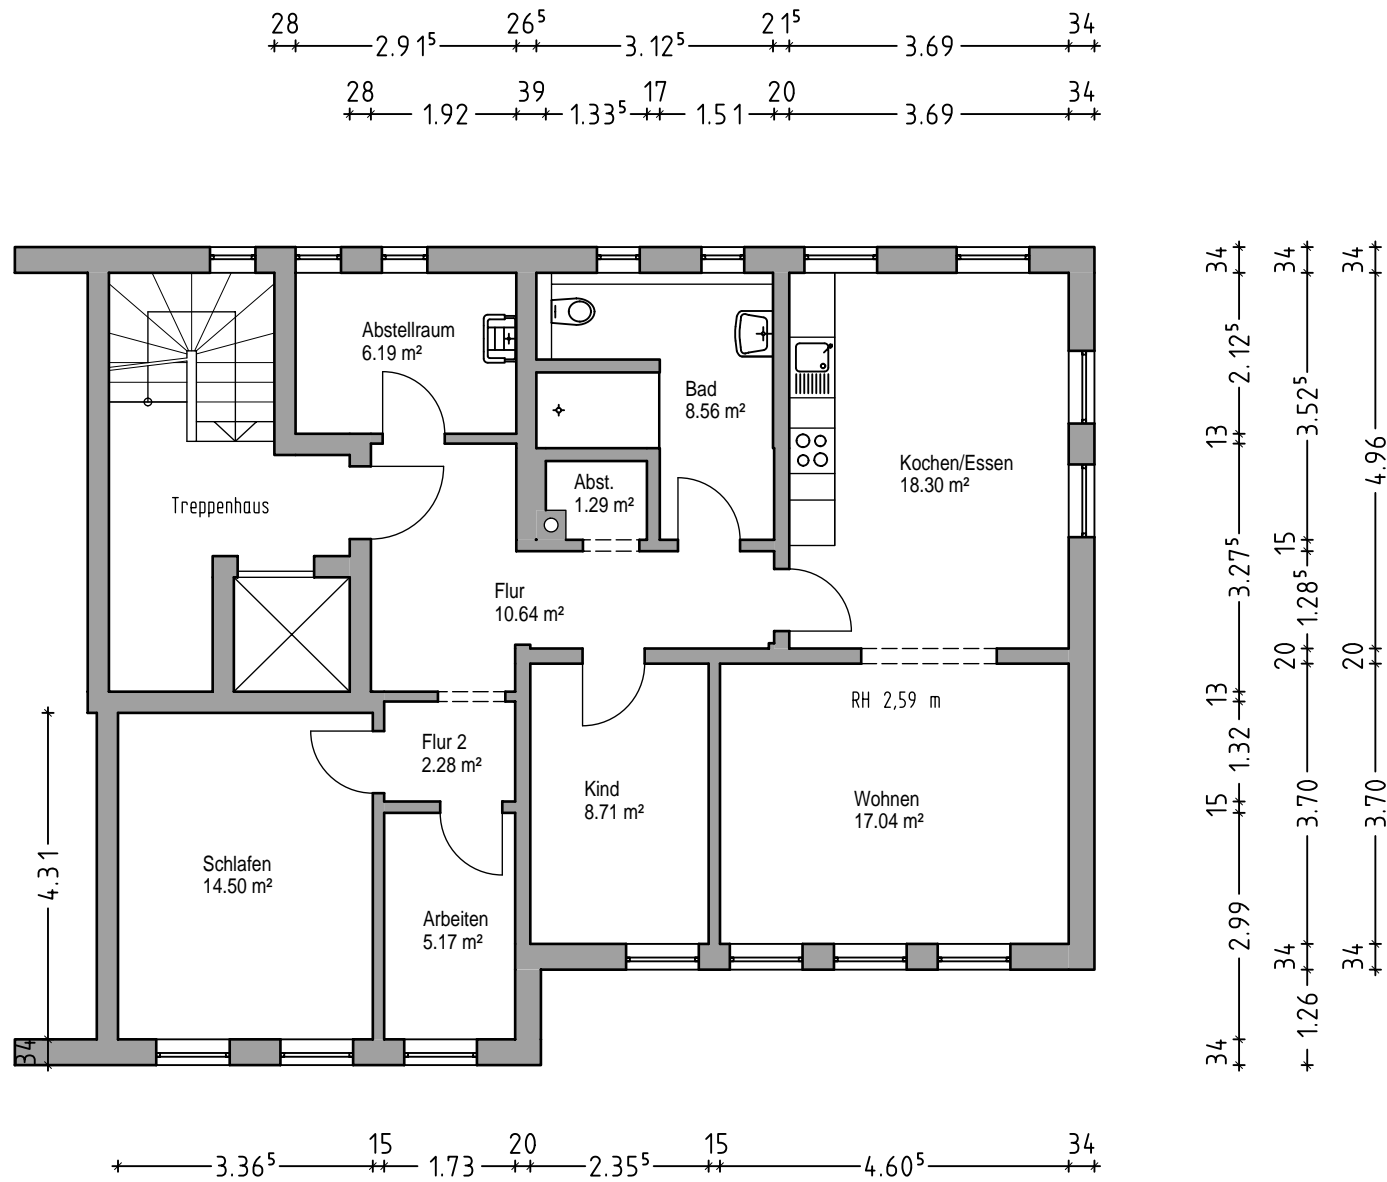 28 26⁵ 21⁵ 34
2.91⁵ 3.12⁵ 3.69
28 39 17 20 34
1.92 1.33⁵ 1.51 3.69
Abstellraum
6.19 m²
Bad
8.56 m²
Kochen/Essen
18.30 m²
Abst.
1.29 m²
Treppenhaus
Flur
10.64 m²
RH 2,59 m
Flur 2
2.28 m²
Kind
8.71 m²
Wohnen
17.04 m²
Schlafen
14.50 m²
Arbeiten
5.17 m²
4.31
34
34
2.12⁵
13
3.27⁵
13
1.32
15
2.99
34
34
3.52⁵
15
1.28⁵
20
3.70
34
1.26
34
4.96
20
3.70
34
15 20 15 34
3.36⁵ 1.73 2.35⁵ 4.60⁵